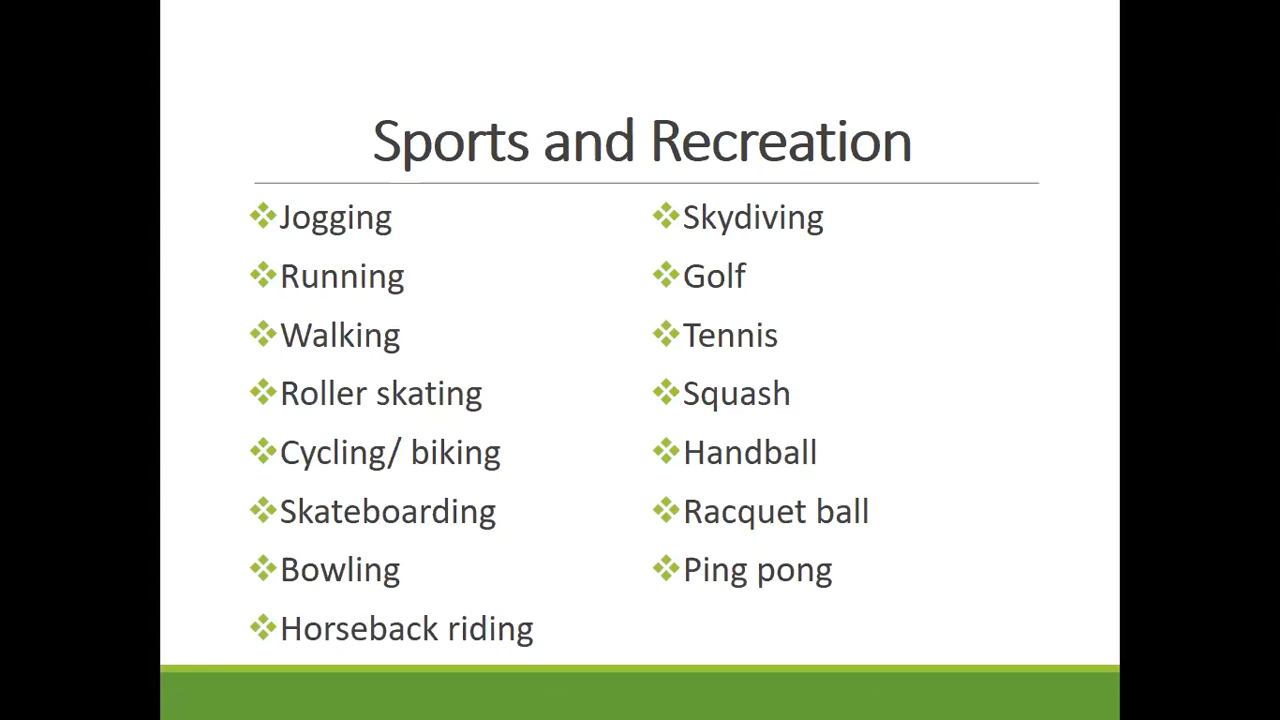 Sports and Recreation
Jogging
Running
Walking
Roller skating
Cycling/ biking
Skateboarding
Bowling
Horseback riding
Skydiving
Golf
Tennis
Squash
Handball
Racquet ball
Ping pong